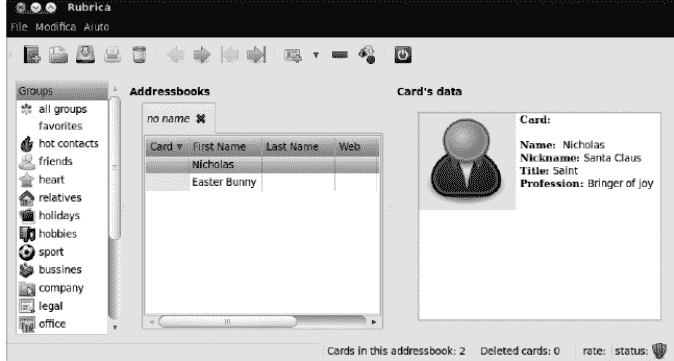 Rubrica
File Modifica Aiuto
Groups
all groups
favorites
hot contacts
friends
heart
relatives
holidays
hobbies
sport
bussines
company
legal
office
Addressbooks
no name
Card First Name Last Name Web
Nicholas
Easter Bunny
Card's data
Card:
Name: Nicholas
Nickname: Santa Claus
Title: Saint
Profession: Bringer of joy
Cards in this addressbook: 2 Deleted cards: 0 rate: status: